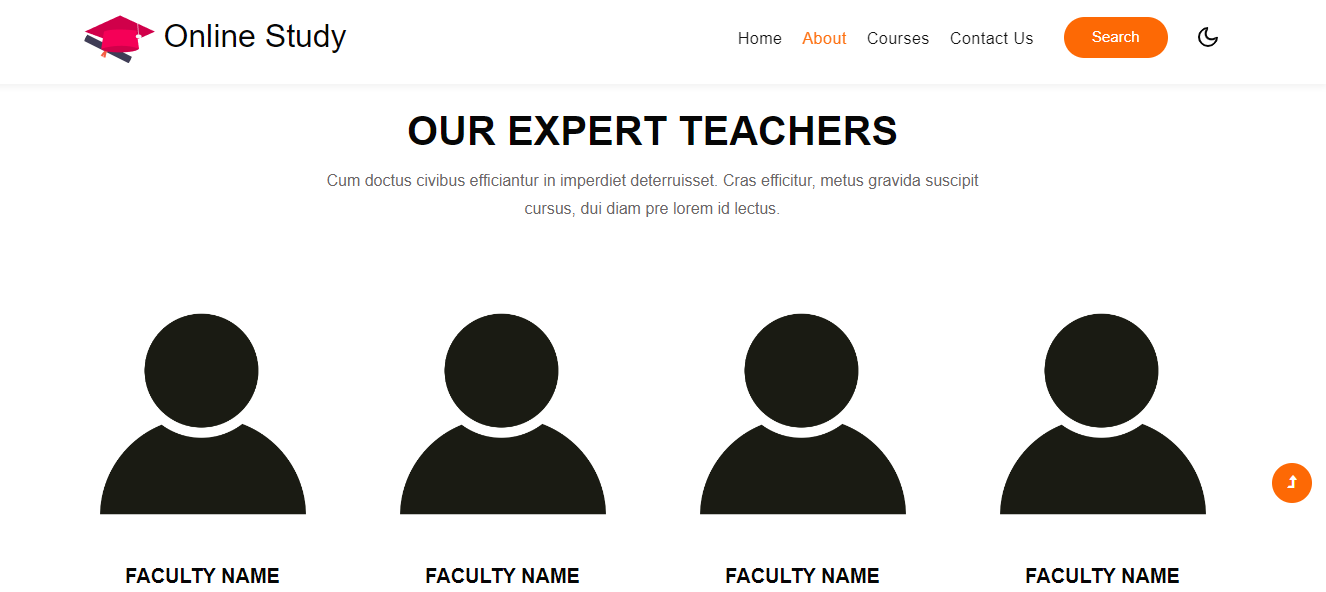 Online Study
Home About Courses Contact Us Search
OUR EXPERT TEACHERS
Cum doctus civibus efficiantur in imperdiet deterruisset. Cras efficitur, metus gravida suscipit
cursus, dui diam pre lorem id lectus.
FACULTY NAME FACULTY NAME FACULTY NAME FACULTY NAME